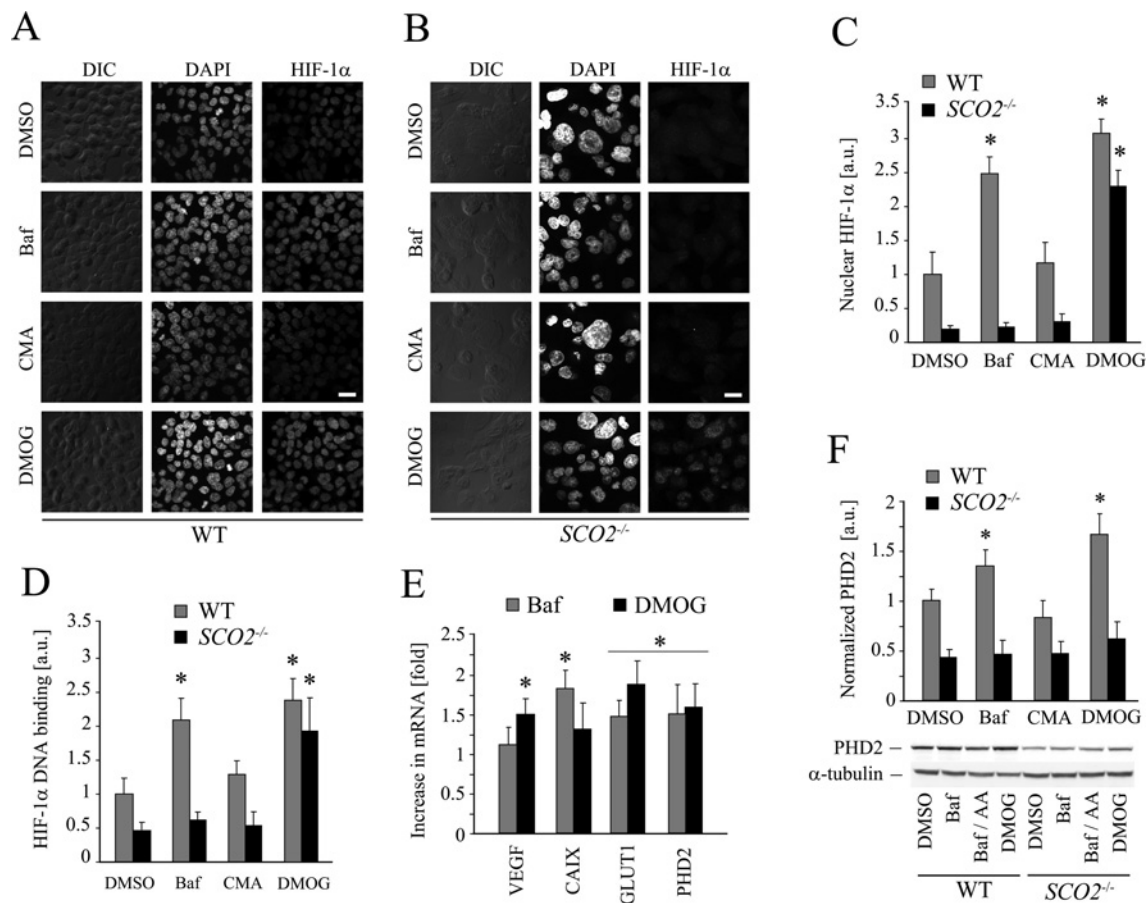 A
DIC DAPI HIF-1α
DMSO
Baf
CMA
DMOG
WT
B
DIC DAPI HIF-1α
DMSO
Baf
CMA
DMOG
SCO2-/-
C
WT
SCO2-/-
Nuclear HIF-1α [a.u.]
3.5
3
2.5
2
1.5
1
0.5
0
* * *
DMSO Baf CMA DMOG
D
WT
SCO2-/-
HIF-1α DNA binding [a.u.]
3.5
3
2.5
2
1.5
1
0.5
0
* * *
DMSO Baf CMA DMOG
E
Baf DMOG
Increase in mRNA [fold]
2.5
2
1.5
1
0.5
0
* * *
VEGF CAIX GLUT1 PHD2
F
WT
SCO2-/-
Normalized PHD2 [a.u.]
2
1.5
1
0.5
0
* *
DMSO Baf CMA DMOG
PHD2
α-tubulin
DMSO Baf Baf / AA DMOG DMSO Baf Baf / AA DMOG
WT SCO2-/-